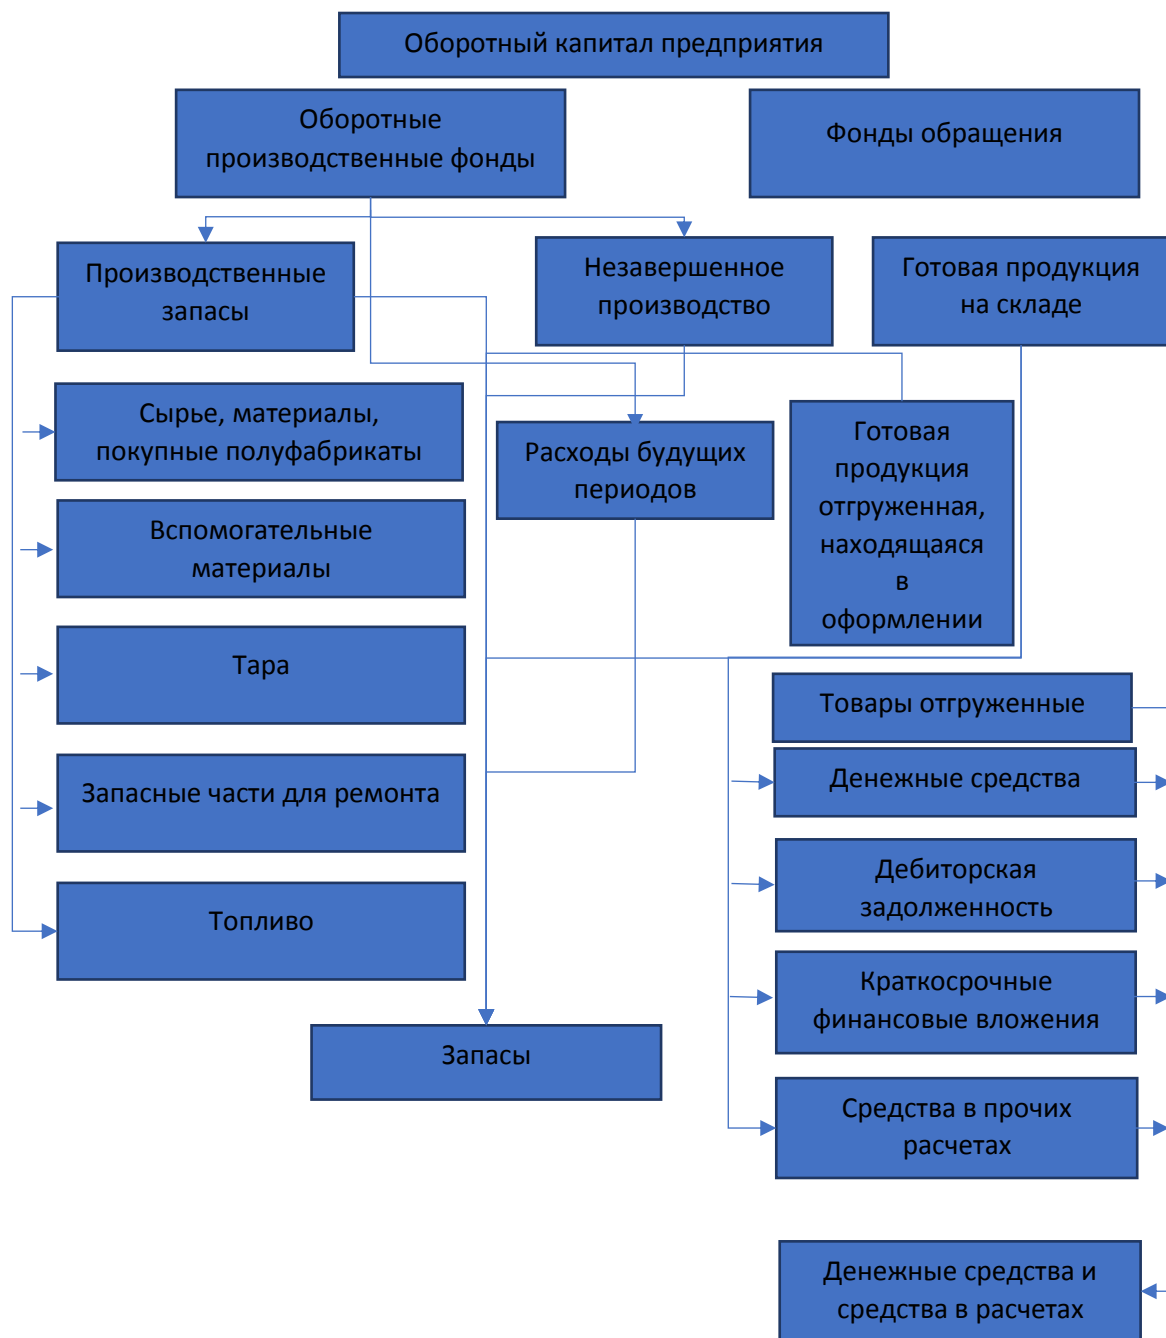 Оборотный капитал предприятия
Оборотные
производственные фонды
Фонды обращения
Производственные
запасы
Незавершенное
производство
Готовая продукция
на складе
Сырье, материалы,
покупные полуфабрикаты
Расходы будущих
периодов
Готовая
продукция
отгруженная,
находящаяся
в
оформлении
Вспомогательные
материалы
Тара
Товары отгруженные
Запасные части для ремонта
Денежные средства
Дебиторская
задолженность
Топливо
Краткосрочные
финансовые вложения
Запасы
Средства в прочих
расчетах
Денежные средства и
средства в расчетах